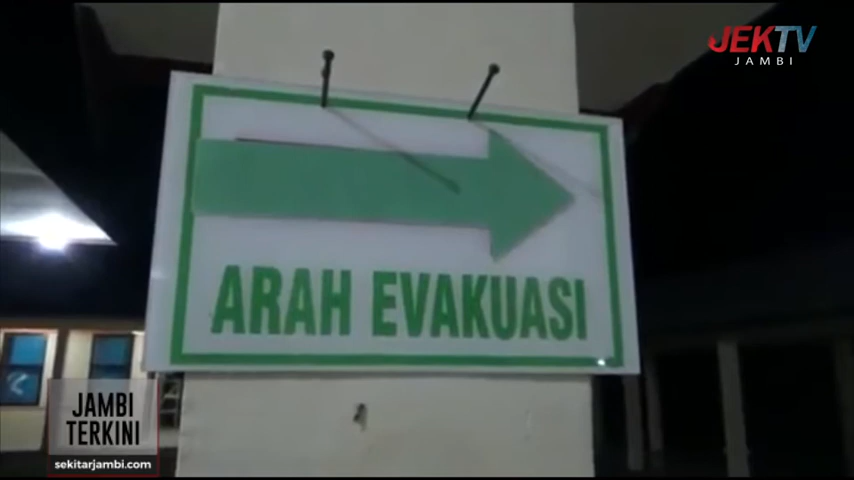 JEKTV
JAMBI
ARAH EVAKUASI
JAMBI
TERKINI
sekitarjambi.com